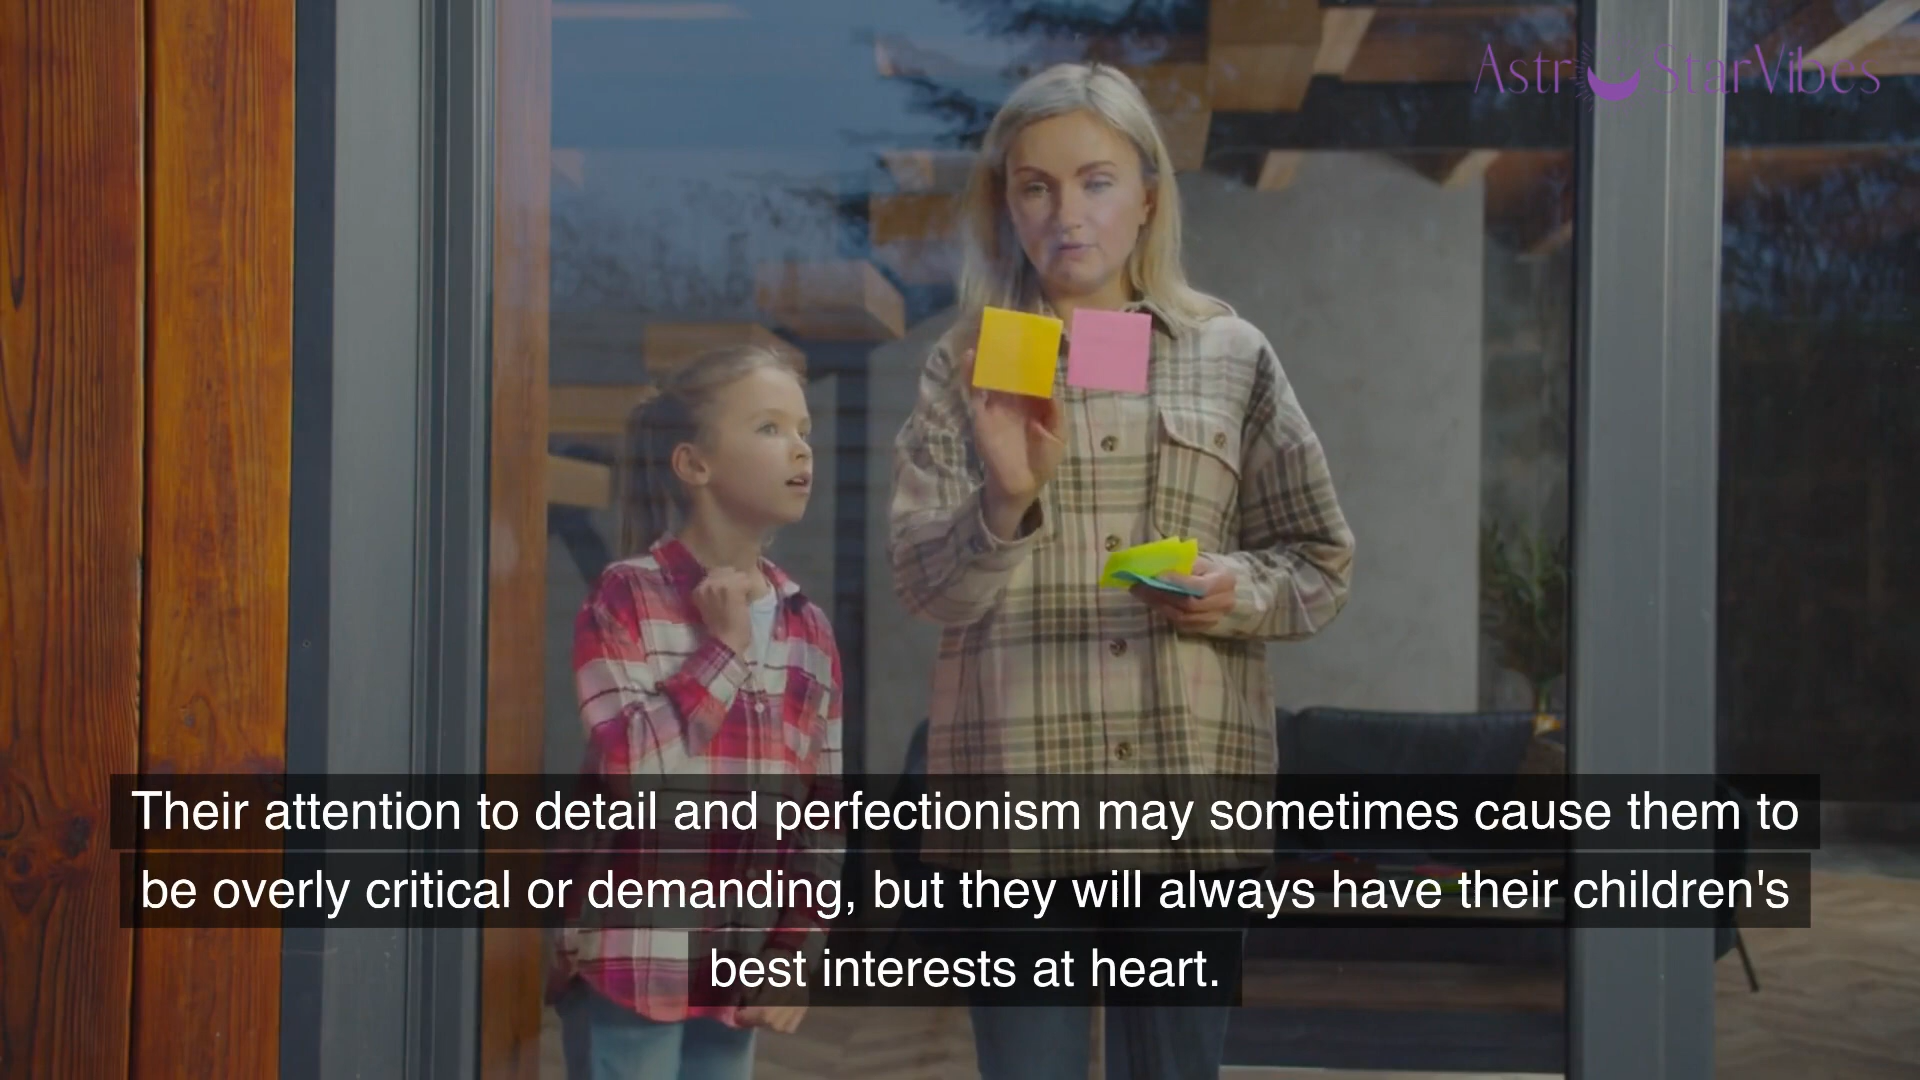 Astro StarVibes
Their attention to detail and perfectionism may sometimes cause them to
be overly critical or demanding, but they will always have their children's
best interests at heart.